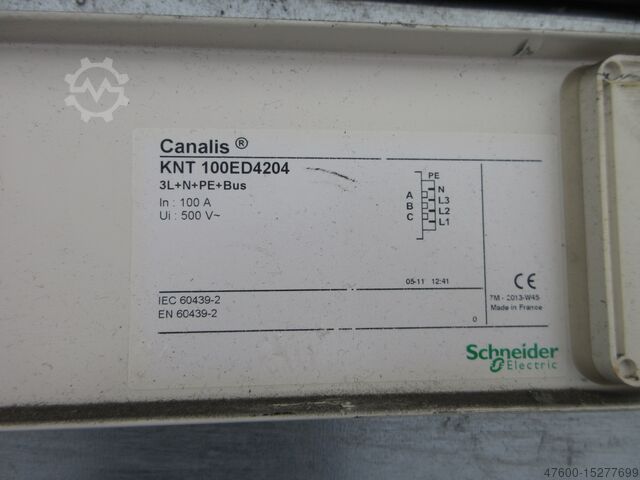 Canalis ®
KNT 100ED4204
3L+N+PE+Bus
In : 100 A
Ui : 500 V~
PE
N
A
L3
B
L2
C
L1
05-11 12:41
7M - 2013-W45
Made in France
IEC 60439-2
EN 60439-2
0
Schneider
Electric
47600-15277699